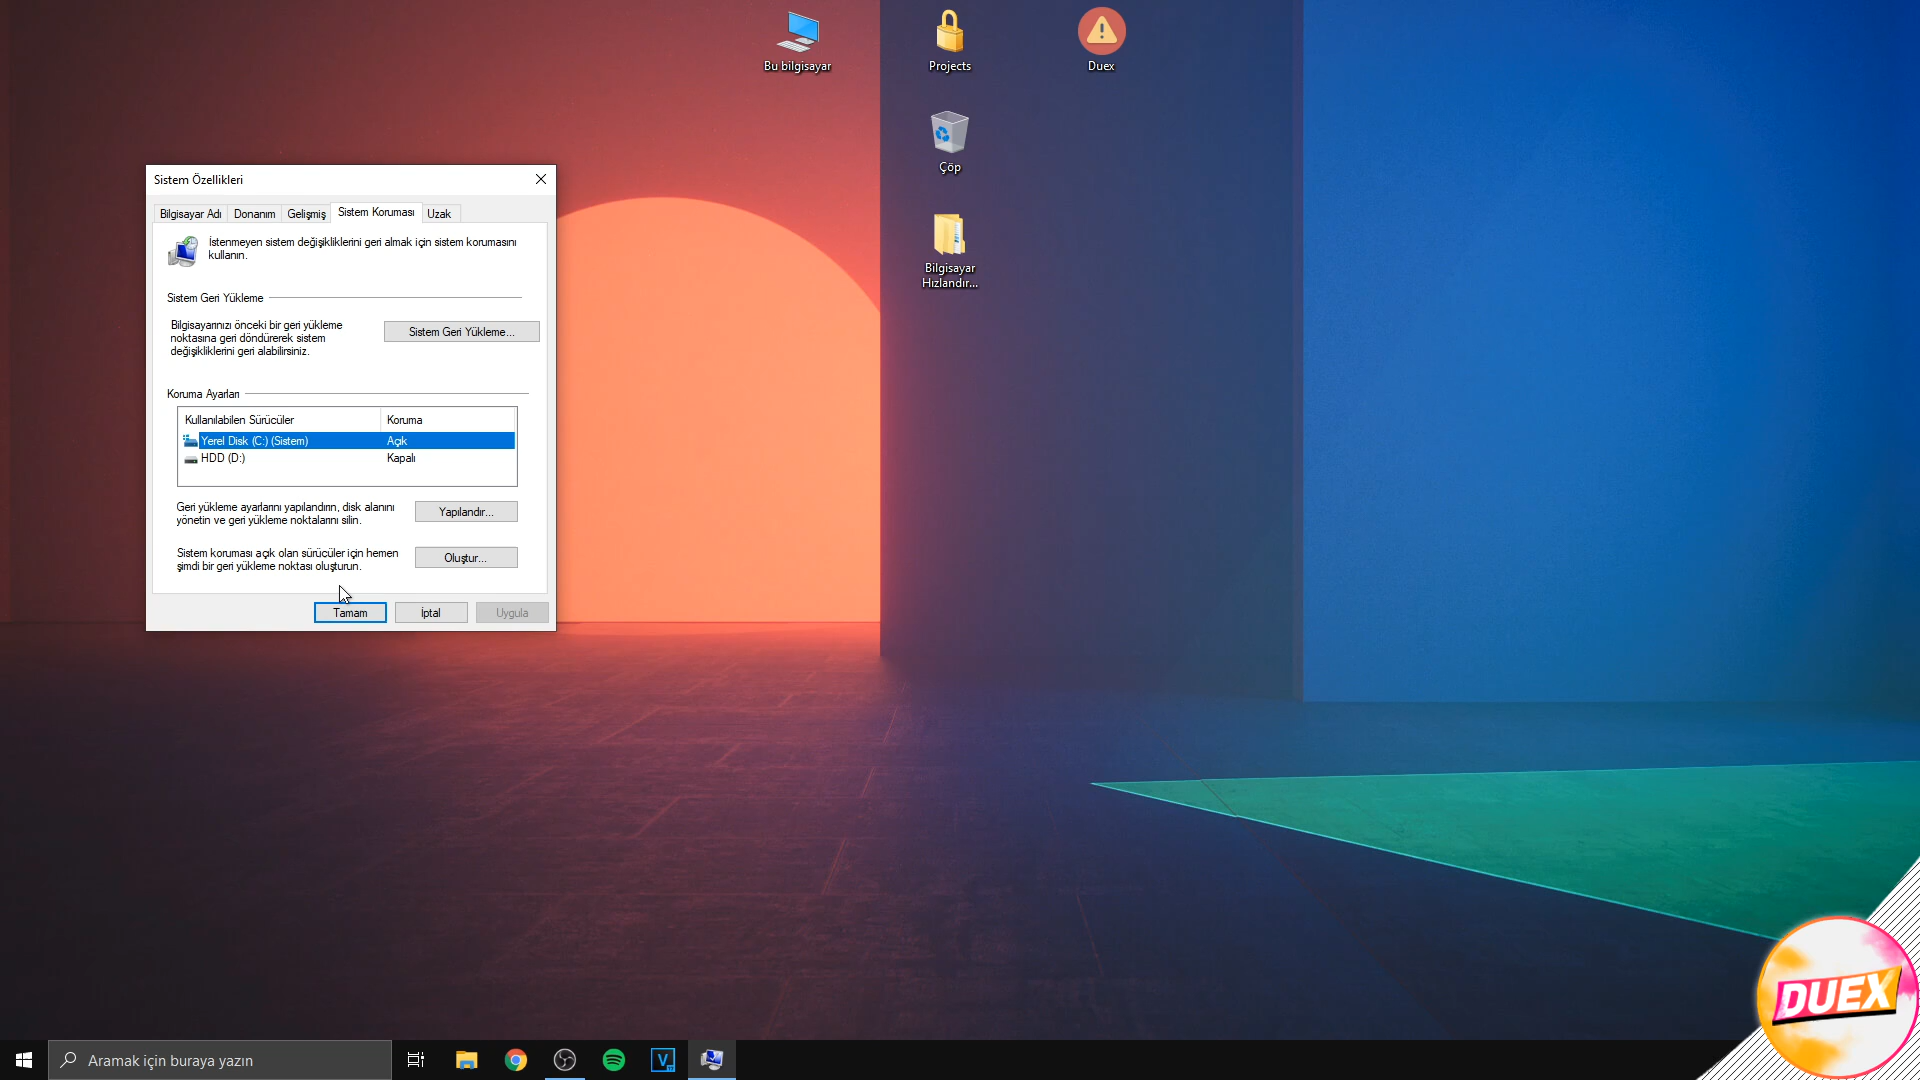 Bu bilgisayar
Projects
Duex
Çöp
Bilgisayar
Hızlandır...
Sistem Özellikleri
Bilgisayar Adı
Donanım
Gelişmiş
Sistem Koruması
Uzak
İstenmeyen sistem değişikliklerini geri almak için sistem korumasını
kullanın.
Sistem Geri Yükleme
Bilgisayarınızı önceki bir geri yükleme
noktasına geri döndürerek sistem
değişikliklerini geri alabilirsiniz.
Sistem Geri Yükleme...
Koruma Ayarları
Kullanılabilen Sürücüler Koruma
Yerel Disk (C:) (Sistem) Açık
HDD (D:) Kapalı
Geri yükleme ayarlarını yapılandırın, disk alanını
yönetin ve geri yükleme noktalarını silin.
Yapılandır...
Sistem koruması açık olan sürücüler için hemen
şimdi bir geri yükleme noktası oluşturun.
Oluştur...
Tamam
İptal
Uygula
DUEX
Aramak için buraya yazın